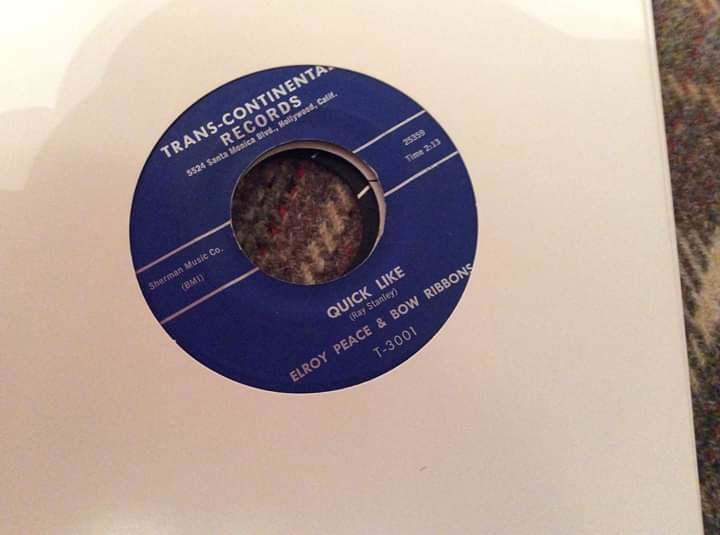 TRANS-CONTINENTAL
RECORDS
5524 Santa Monica Blvd., Hollywood, Calif.
25359
Time 2:13
Sherman Music Co.
(BMI)
QUICK LIKE
(Ray Stanley)
ELROY PEACE & BOW RIBBONS
T-3001